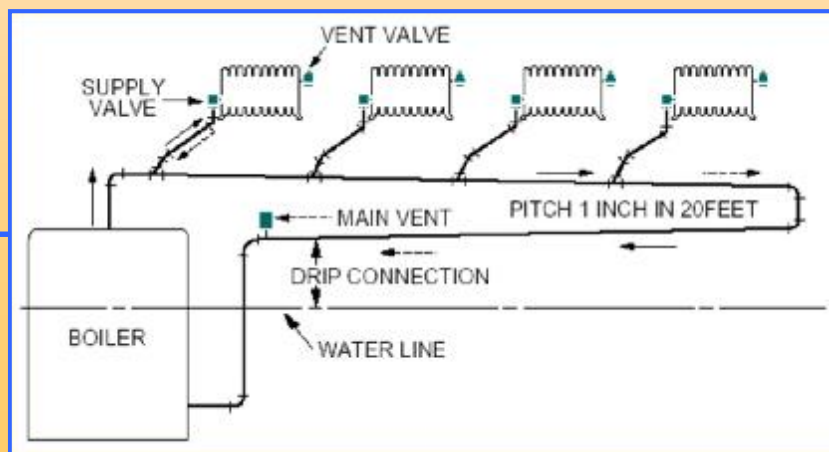 VENT VALVE
SUPPLY
VALVE
PITCH 1 INCH IN 20FEET
MAIN VENT
DRIP CONNECTION
BOILER
WATER LINE